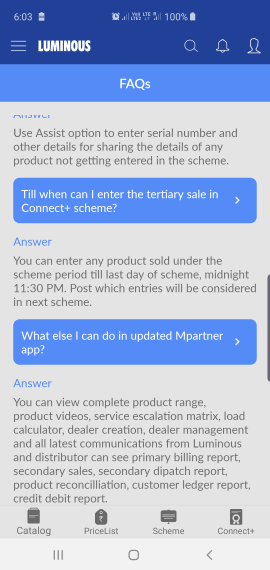 6:03 100%
LUMINOUS
FAQs
Answer
Use Assist option to enter serial number and
other details for sharing the details of any
product not getting entered in the scheme.
Till when can I enter the tertiary sale in
Connect+ scheme?
Answer
You can enter any product sold under the
scheme period till last day of scheme, midnight
11:30 PM. Post which entries will be considered
in next scheme.
What else I can do in updated Mpartner
app?
Answer
You can view complete product range,
product videos, service escalation matrix, load
calculator, dealer creation, dealer management
and all latest communications from Luminous
and distributor can see primary billing report,
secondary sales, secondary dipatch report,
product reconcilliation, customer ledger report,
credit debit report.
Catalog PriceList Scheme Connect+